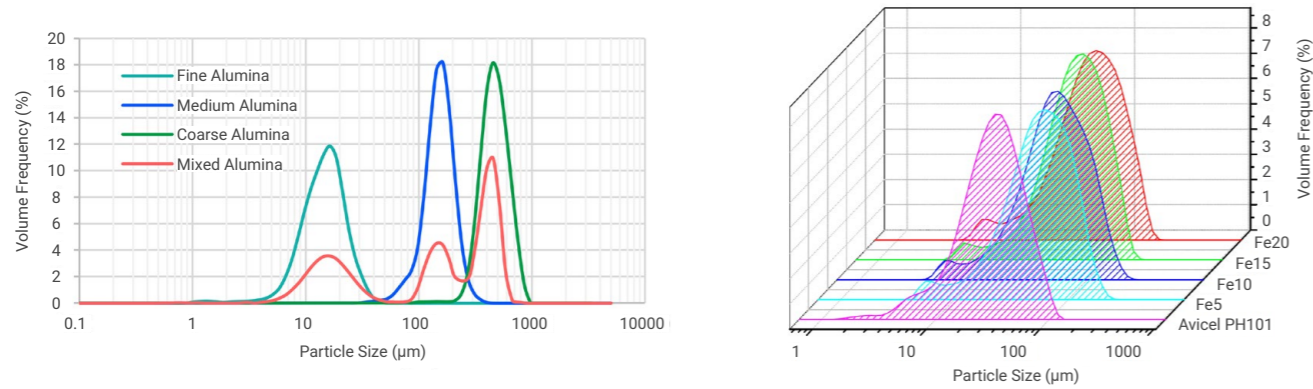 20
18
16
14
12
10
8
6
4
2
0
Volume Frequency (%)
Fine Alumina
Medium Alumina
Coarse Alumina
Mixed Alumina
0.1
1
10
100
1000
10000
Particle Size (μm)
8
7
6
5
4
3
2
1
0
Volume Frequency (%)
Fe20
Fe15
Fe10
Fe5
Avicel PH101
1
10
100
1000
Particle Size (μm)